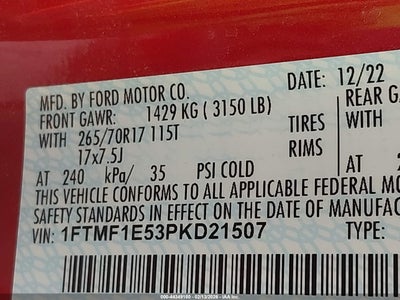 MFD. BY FORD MOTOR CO. 12/22
FRONT GAWR: 1429 KG ( 3150 LB) REAR GA
WITH 265/70R17 115T TIRES WITH
17x7.5J RIMS
AT 240 kPa/ 35 PSI COLD AT 2
THIS VEHICLE CONFORMS TO ALL APPLICABLE FEDERAL MO
SAFETY STANDARDS IN EFFECT ON THE DATE OF MANUFAC
VIN: 1FTMF1E53PKD21507 TYPE: